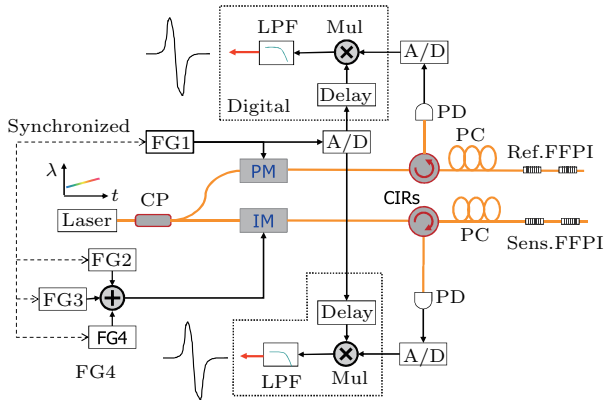 LPF Mul
A/D
Digital Delay
PD
Synchronized
FG1 A/D
PC
Ref.FFPI
λ
t
PM
CP
CIRs
Laser IM
PC
Sens.FFPI
FG2
FG3
PD
Delay
FG4
A/D
FG4
LPF Mul